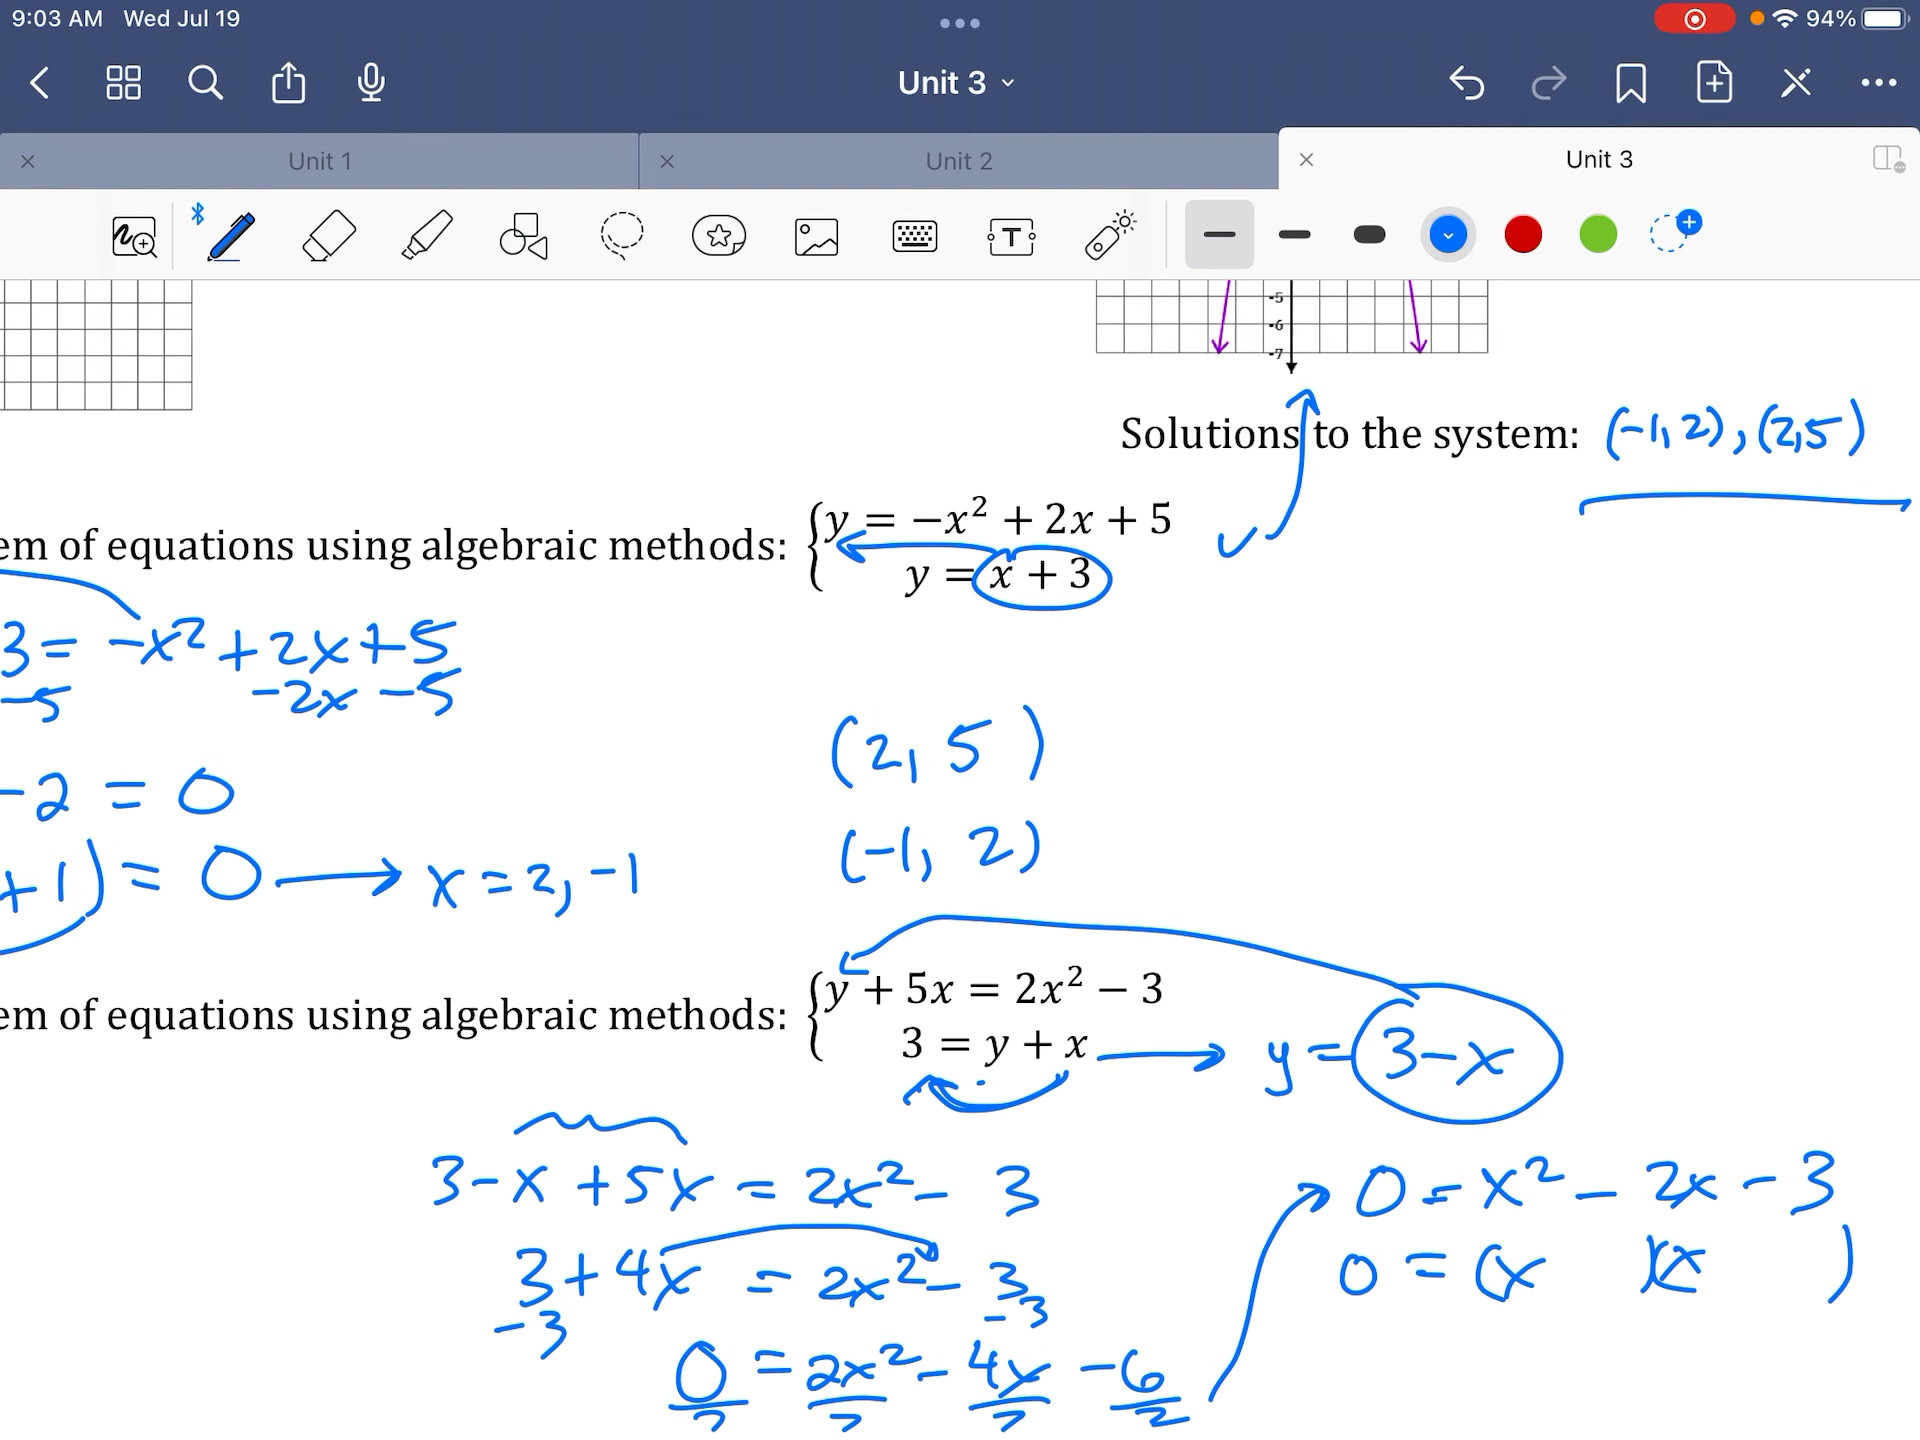 9:03 AM Wed Jul 19
94%
Unit 3
Unit 1
Unit 2
Unit 3
T
-5
-6
-7
Solutions to the system: (-1, 2), (2,5)
em of equations using algebraic methods: {y = −x² + 2x + 5
y = x + 3
3 = -x² + 2x + 5
-5 -2x -5
(2, 5)
-2 = 0
(-1, 2)
+1) = 0 → x = 2, -1
em of equations using algebraic methods: {y + 5x = 2x² − 3
3 = y + x → y = 3-x
3-x + 5x = 2x² - 3
0 = x² - 2x - 3
3 + 4x = 2x² - 3
0 = (x )(x )
-3 -3
0 = 2x² - 4x - 6
2 2 2 2